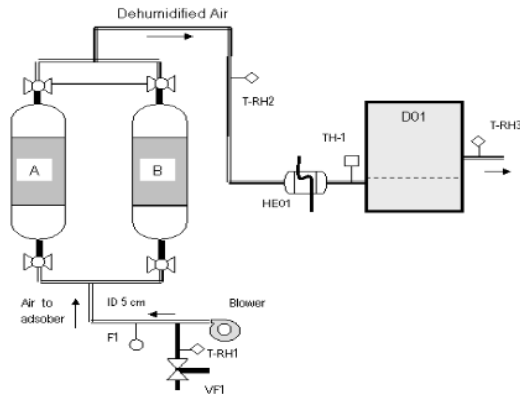 Dehumidified Air
T-RH2
TH-1
D01
T-RH3
A
B
HE01
Air to
adsober
ID 5 cm
Blower
F1
T-RH1
VF1